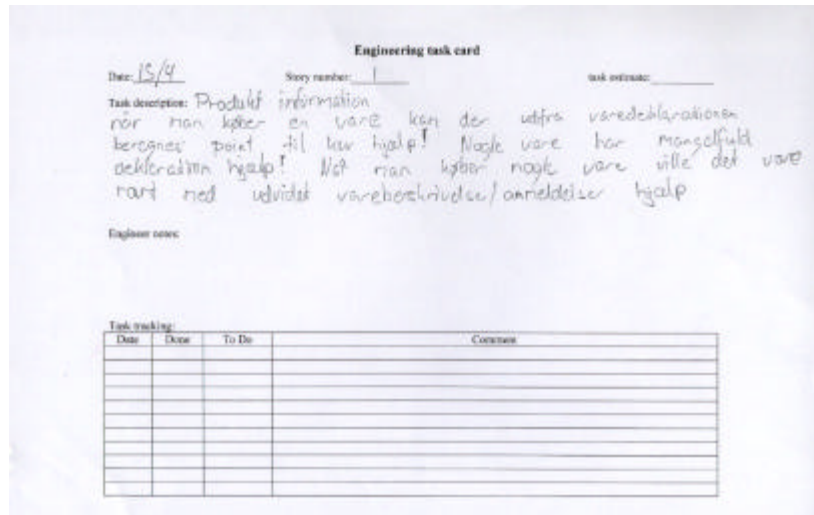 Engineering task card
Date: 15/4 Story number: 1 task estimate:
Task description: Produkt information
når man køber en vare kan der udfra varedeklarationen
beregnes point til kur hjælp! Nogle vare har mangelfuld
deklaration hjælp! Når man køber nogle vare ville det være
rart med udvidet varebeskrivelse/anmeldelser hjælp
Engineer notes:
Task tracking:
Date Done To Do Comment